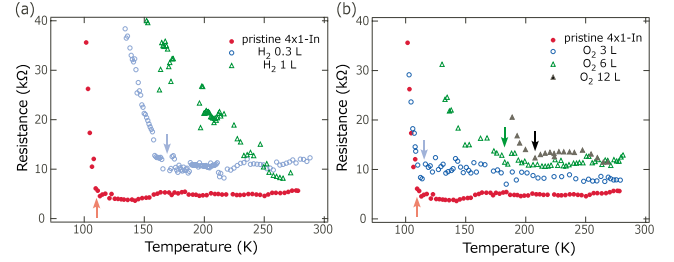 (a)
40
30
20
10
0
Resistance (kΩ)
pristine 4x1-In
H₂ 0.3 L
H₂ 1 L
100 150 200 250 300
Temperature (K)
(b)
40
30
20
10
0
Resistance (kΩ)
pristine 4x1-In
O₂ 3 L
O₂ 6 L
O₂ 12 L
100 150 200 250 300
Temperature (K)